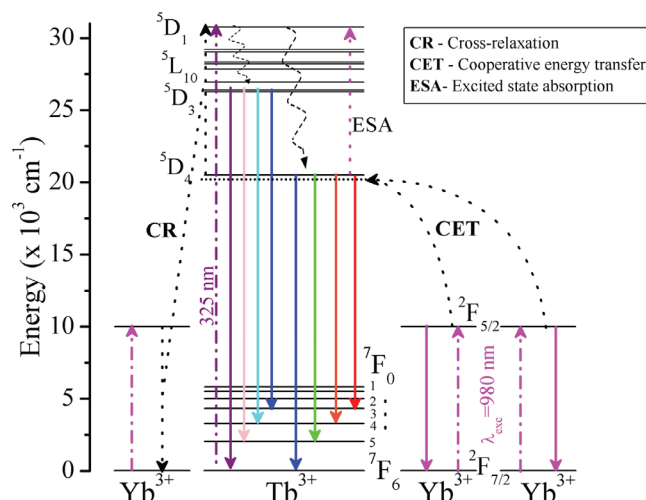 Energy (x 10³ cm⁻¹)
30
25
20
15
10
5
0
⁵D₁
⁵L₁₀
⁵D₃
⁵D₄
CR - Cross-relaxation
CET - Cooperative energy transfer
ESA- Excited state absorption
ESA
CR
CET
325 nm
²F₅/₂
⁷F₀
1
2
3
4
5
⁷F₆
λexc =980 nm
²F₇/₂
Yb³⁺
Tb³⁺
Yb³⁺
Yb³⁺